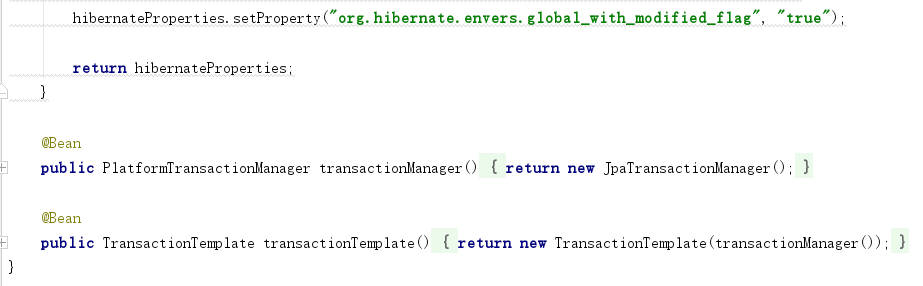 hibernateProperties.setProperty("org.hibernate.envers.global_with_modified_flag", "true");
return hibernateProperties;
}
@Bean
public PlatformTransactionManager transactionManager() { return new JpaTransactionManager(); }
@Bean
public TransactionTemplate transactionTemplate() { return new TransactionTemplate(transactionManager()); }
}